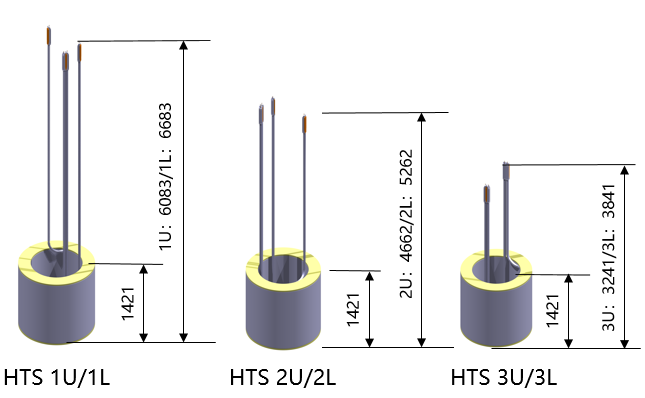 1U: 6083/1L: 6683
1421
HTS 1U/1L
2U: 4662/2L: 5262
1421
HTS 2U/2L
3U: 3241/3L: 3841
1421
HTS 3U/3L